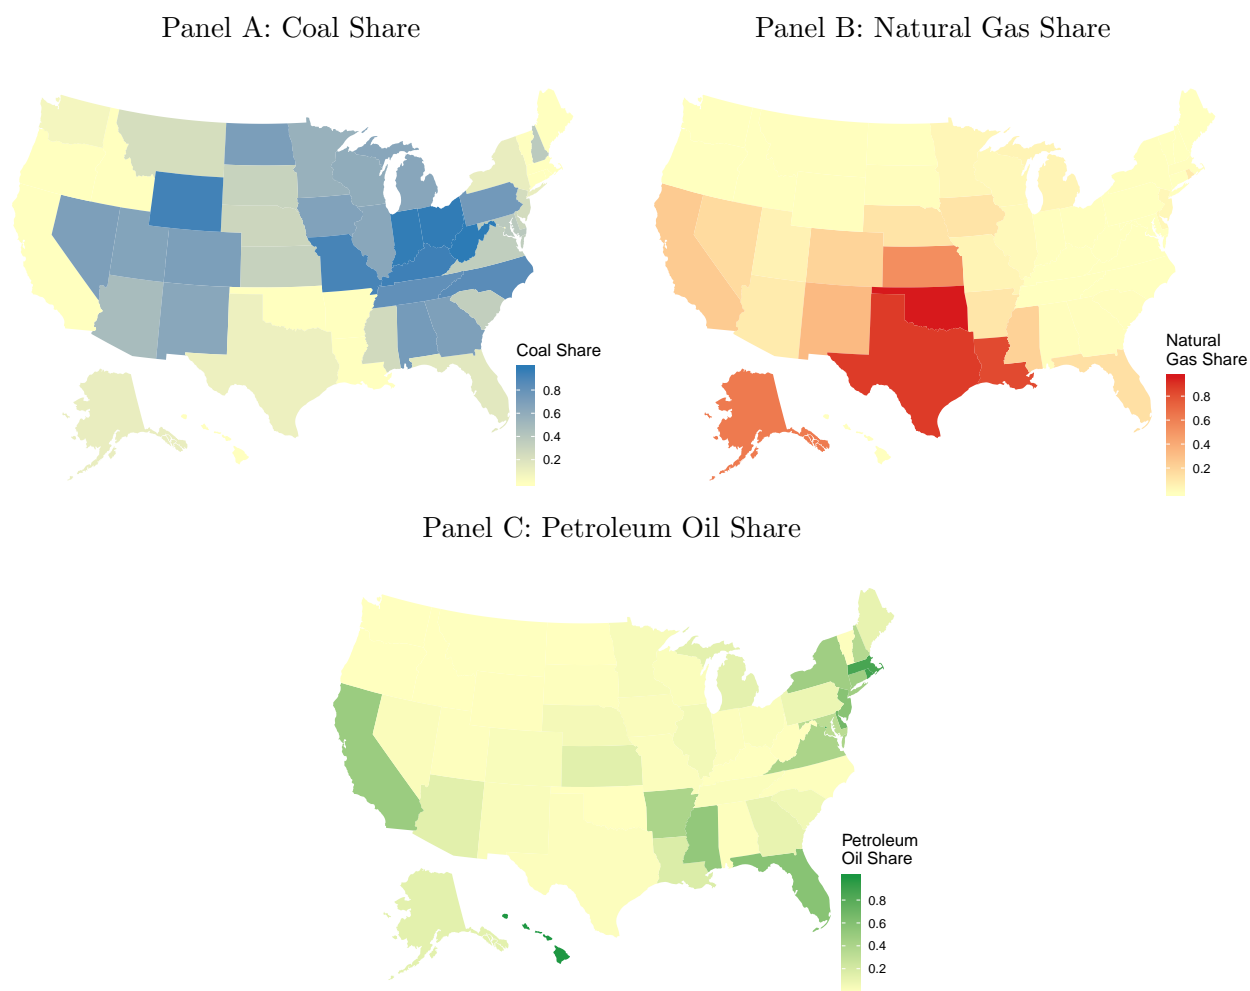 Panel A: Coal Share
Panel B: Natural Gas Share
Coal Share
0.8
0.6
0.4
0.2
Natural
Gas Share
0.8
0.6
0.4
0.2
Panel C: Petroleum Oil Share
Petroleum
Oil Share
0.8
0.6
0.4
0.2